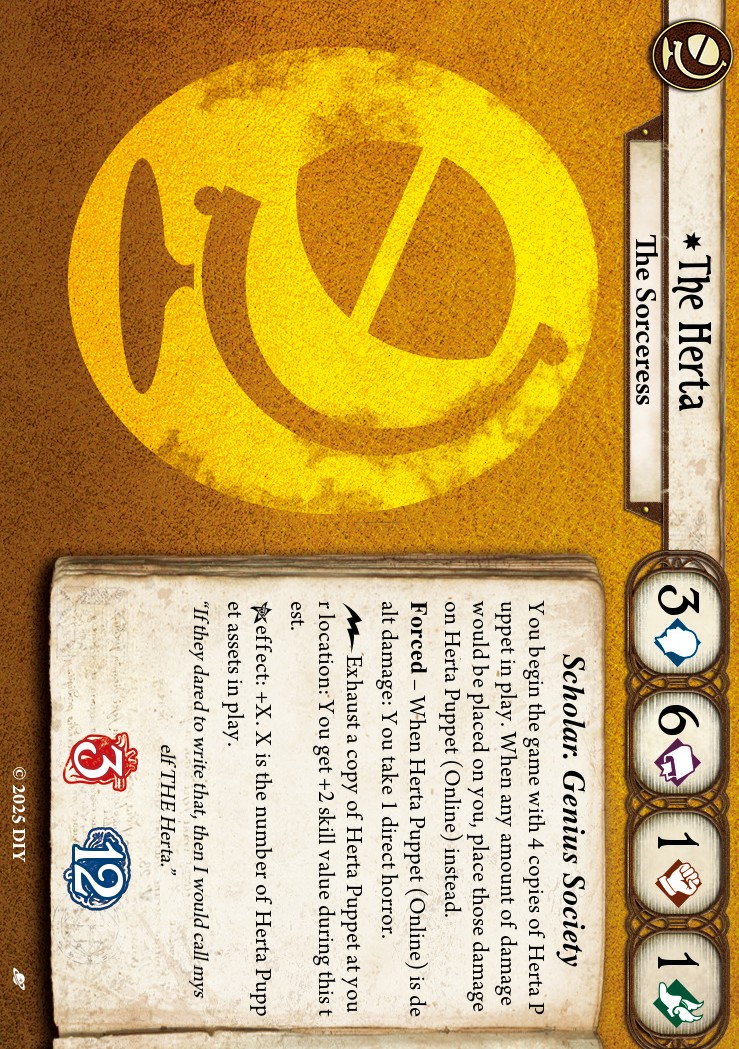 The Herta
The Sorceress
3
6
1
1
Scholar. Genius Society
You begin the game with 4 copies of Herta P
uppet in play. When any amount of damage
would be placed on you, place those damage
on Herta Puppet (Online) instead.
Forced – When Herta Puppet (Online) is de
alt damage: You take 1 direct horror.
Exhaust a copy of Herta Puppet at you
r location: You get +2 skill value during this t
est.
effect: +X. X is the number of Herta Pupp
et assets in play.
“If they dared to write that, then I would call mys
elf THE Herta.”
3
12
© 2025 DIY